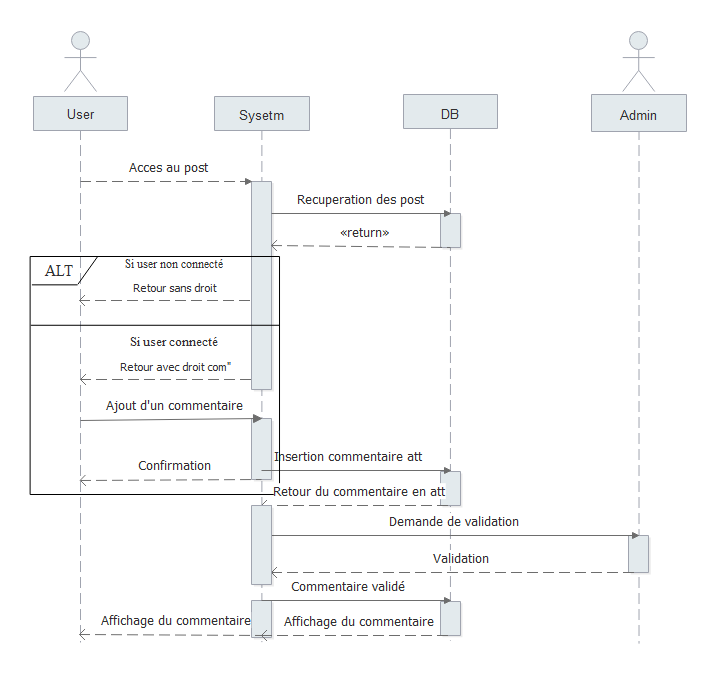 User
Sysetm
DB
Admin
Acces au post
Recuperation des post
«return»
ALT
Si user non connecté
Retour sans droit
Si user connecté
Retour avec droit com"
Ajout d'un commentaire
Insertion commentaire att
Confirmation
Retour du commentaire en att
Demande de validation
Validation
Commentaire validé
Affichage du commentaire
Affichage du commentaire